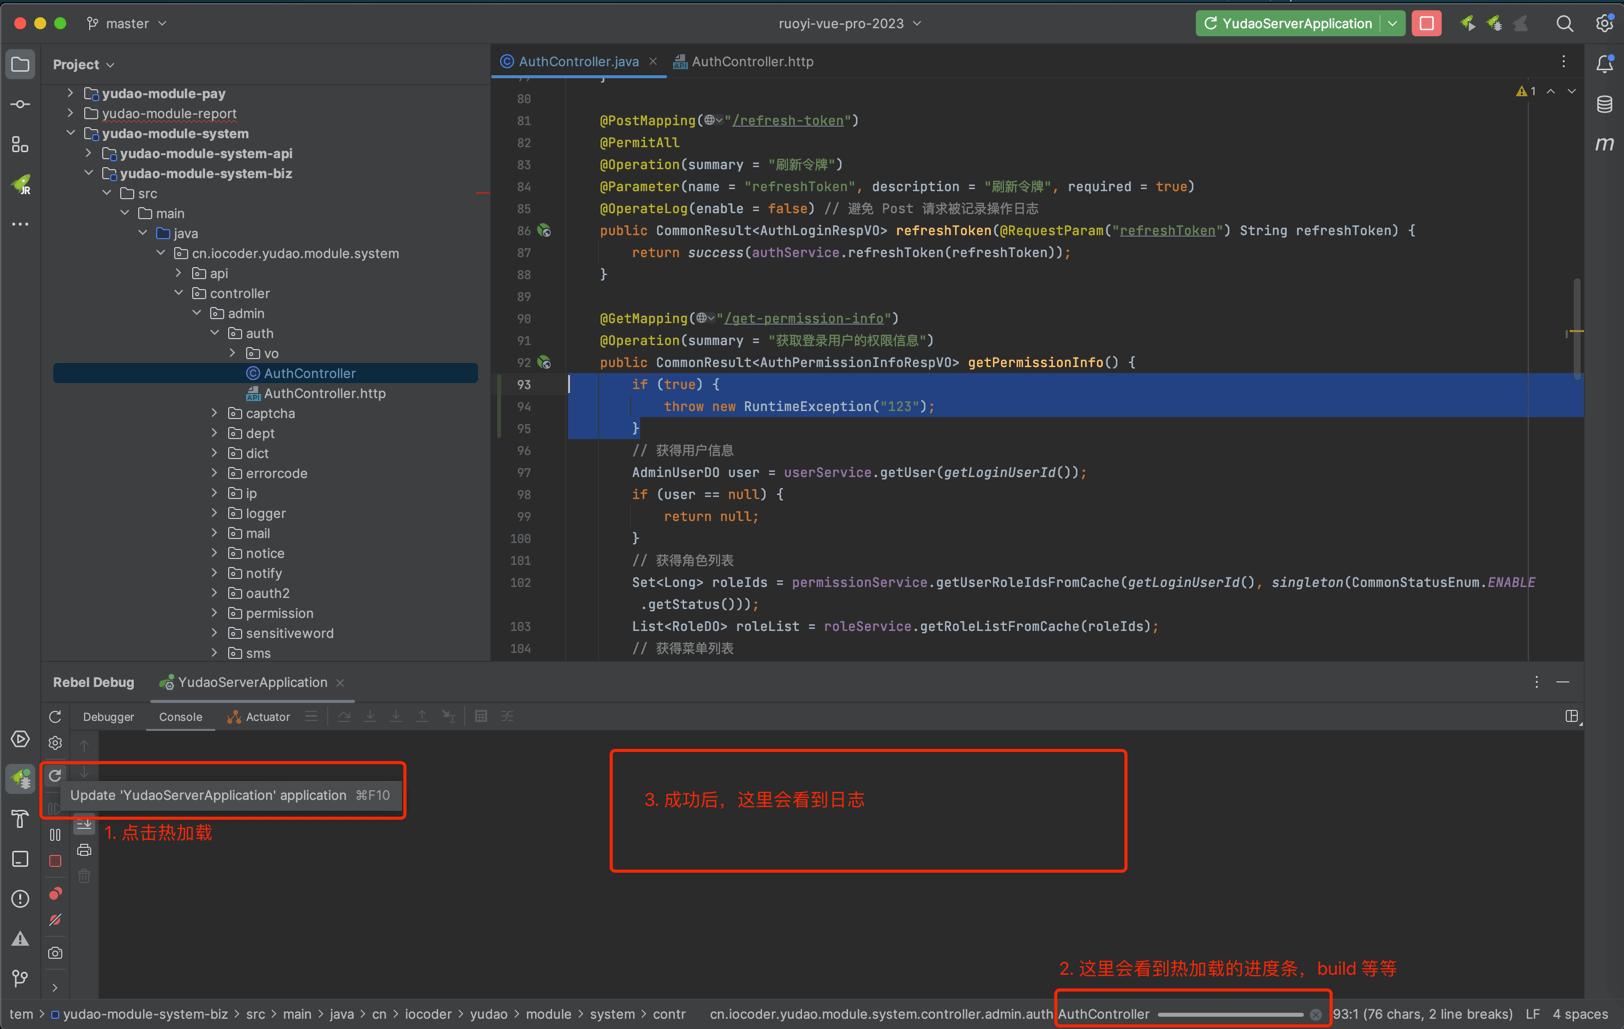 master
ruoyi-vue-pro-2023
YudaoServerApplication
Project
AuthController.java
AuthController.http
yudao-module-pay
yudao-module-report
yudao-module-system
yudao-module-system-api
yudao-module-system-biz
src
main
java
cn.iocoder.yudao.module.system
api
controller
admin
auth
vo
AuthController
AuthController.http
captcha
dept
dict
errorcode
ip
logger
mail
notice
notify
oauth2
permission
sensitiveword
sms
1
80
81 @PostMapping("/refresh-token")
82 @PermitAll
83 @Operation(summary = "刷新令牌")
84 @Parameter(name = "refreshToken", description = "刷新令牌", required = true)
85 @OperateLog(enable = false) // 避免 Post 请求被记录操作日志
86 public CommonResult<AuthLoginRespVO> refreshToken(@RequestParam("refreshToken") String refreshToken) {
87 return success(authService.refreshToken(refreshToken));
88 }
89
90 @GetMapping("/get-permission-info")
91 @Operation(summary = "获取登录用户的权限信息")
92 public CommonResult<AuthPermissionInfoRespVO> getPermissionInfo() {
93 if (true) {
94 throw new RuntimeException("123");
95 }
96 // 获得用户信息
97 AdminUserDO user = userService.getUser(getLoginUserId());
98 if (user == null) {
99 return null;
100 }
101 // 获得角色列表
102 Set<Long> roleIds = permissionService.getUserRoleIdsFromCache(getLoginUserId(), singleton(CommonStatusEnum.ENABLE
.getStatus()));
103 List<RoleDO> roleList = roleService.getRoleListFromCache(roleIds);
104 // 获得菜单列表
Rebel Debug
YudaoServerApplication
Debugger
Console
Actuator
Update 'YudaoServerApplication' application ⌘F10
1. 点击热加载
3. 成功后，这里会看到日志
2. 这里会看到热加载的进度条，build 等等
tem > yudao-module-system-biz > src > main > java > cn > iocoder > yudao > module > system > contr
cn.iocoder.yudao.module.system.controller.admin.auth.AuthController
93:1 (76 chars, 2 line breaks)
LF
4 spaces